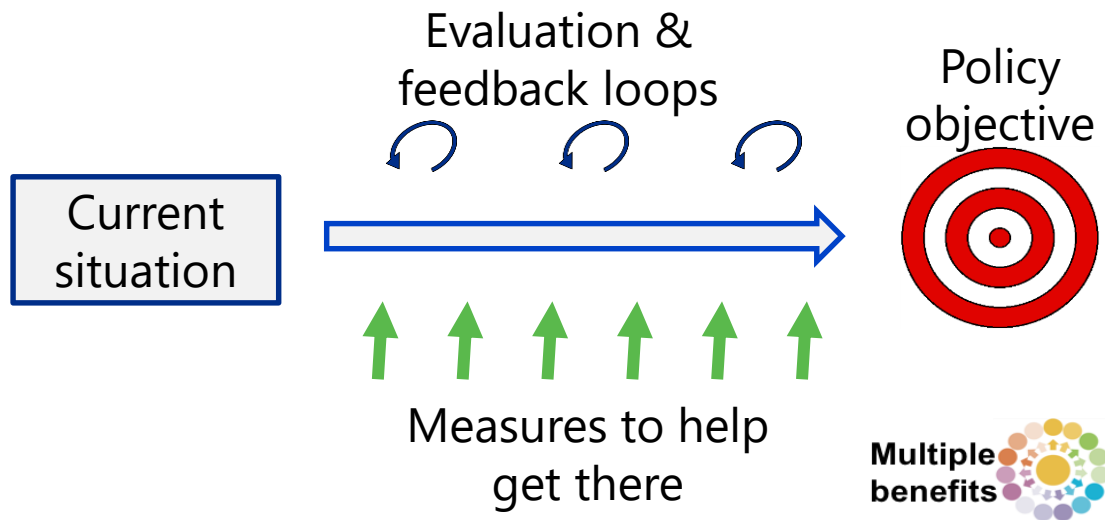 Evaluation &
feedback loops
Policy
objective
Current
situation
Measures to help
get there
Multiple
benefits